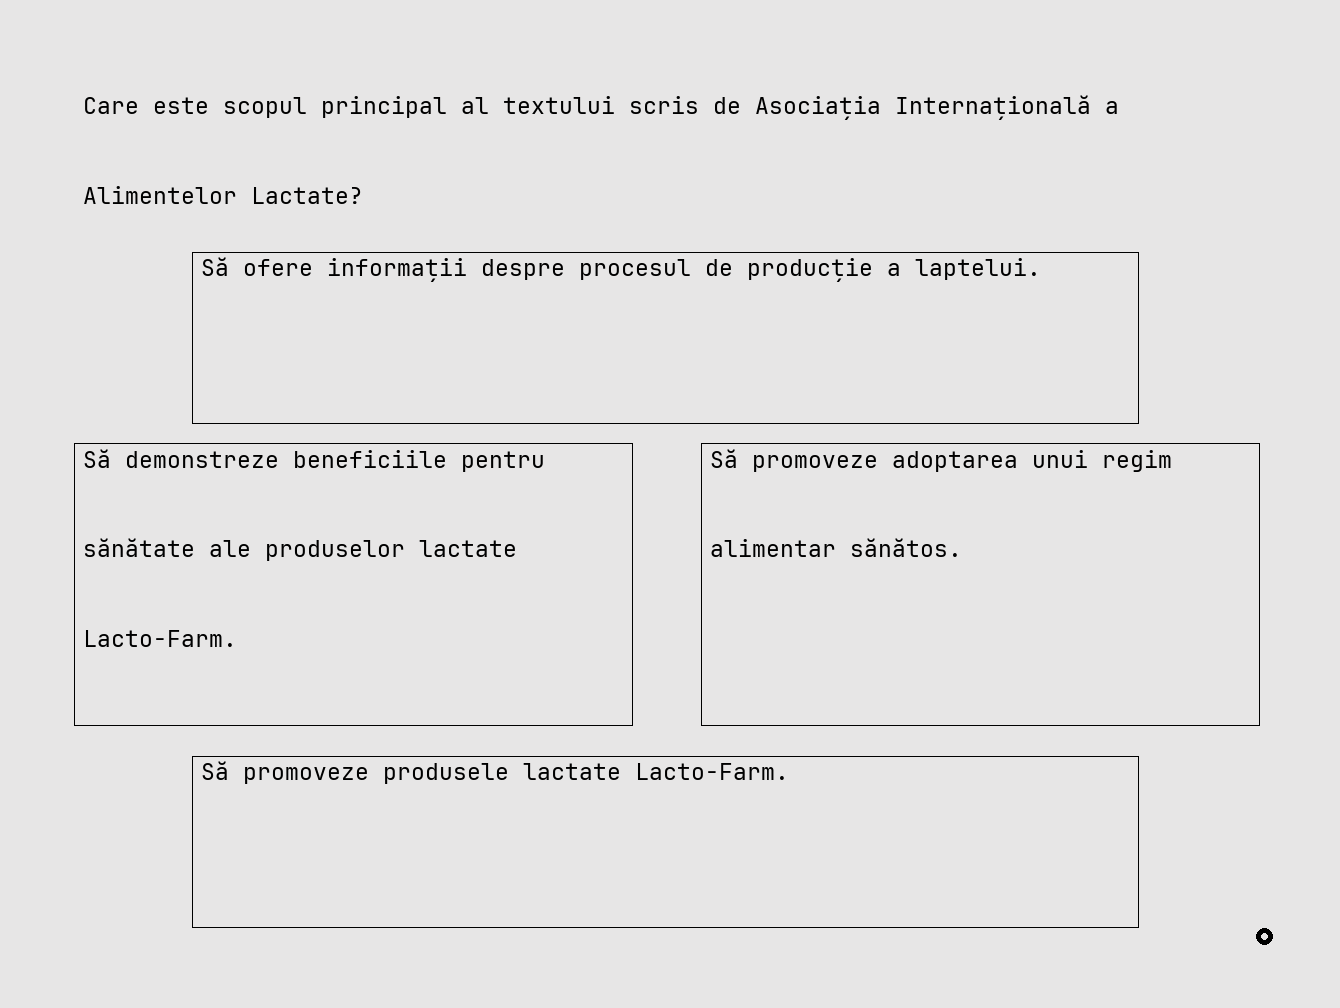 Care este scopul principal al textului scris de Asociația Internațională a
Alimentelor Lactate?
Să ofere informații despre procesul de producție a laptelui.
Să demonstreze beneficiile pentru
sănătate ale produselor lactate
Lacto-Farm.
Să promoveze adoptarea unui regim
alimentar sănătos.
Să promoveze produsele lactate Lacto-Farm.